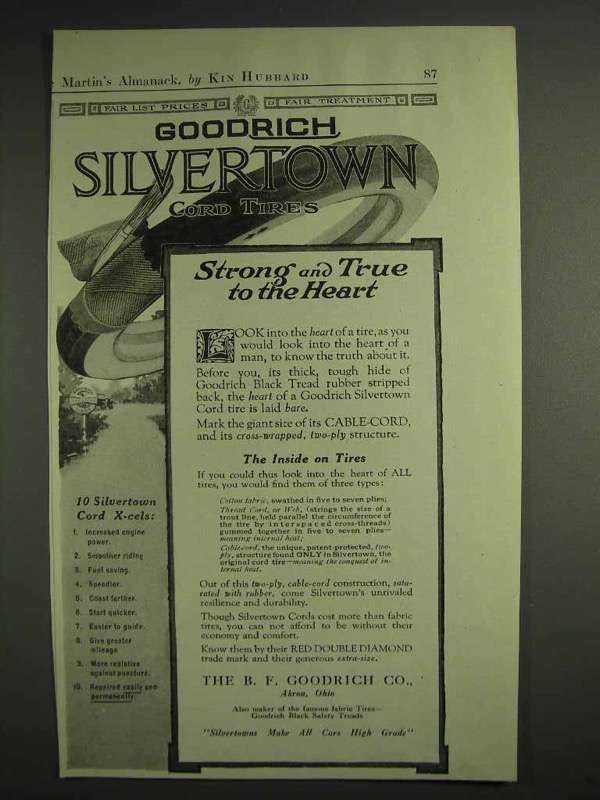 Martin's Almanack, by KIN HUBBARD 87
FAIR LIST PRICES G FAIR TREATMENT
GOODRICH
SILVERTOWN
CORD TIRES
Strong and True
to the Heart
LOOK into the heart of a tire, as you
would look into the heart of a
man, to know the truth about it.
Before you, its thick, tough hide of
Goodrich Black Tread rubber stripped
back, the heart of a Goodrich Silvertown
Cord tire is laid bare.
Mark the giant size of its CABLE-CORD,
and its cross-wrapped, two-ply structure.
The Inside on Tires
If you could thus look into the heart of ALL
tires, you would find them of three types:
Cotton fabric, swathed in five to seven plies;
Thread Cord, or Web, (strings the size of a
trout line, held parallel the circumference of
the tire by interspaced cross-threads)
gummed together in five to seven plies—
meaning internal heat;
Cable-cord, the unique, patent-protected, two-
ply, structure found ONLY in Silvertown, the
original cord tire—meaning the conquest of in-
ternal heat.
Out of this two-ply, cable-cord construction, satu-
rated with rubber, come Silvertown's unrivaled
resilience and durability.
Though Silvertown Cords cost more than fabric
tires, you can not afford to be without their
economy and comfort.
Know them by their RED DOUBLE DIAMOND
trade mark and their generous extra-size.
THE B. F. GOODRICH CO.,
Akron, Ohio
Also maker of the famous fabric Tires—
Goodrich Black Safety Treads
"Silvertowns Make All Cars High Grade"
10 Silvertown
Cord X-cels:
1. Increased engine
power.
2. Smoother riding
3. Fuel saving.
4. Speedier.
5. Coast farther.
6. Start quicker.
7. Easier to guide.
8. Give greater
mileage
9. More resistive
against puncture.
10. Repaired easily and
permanently.